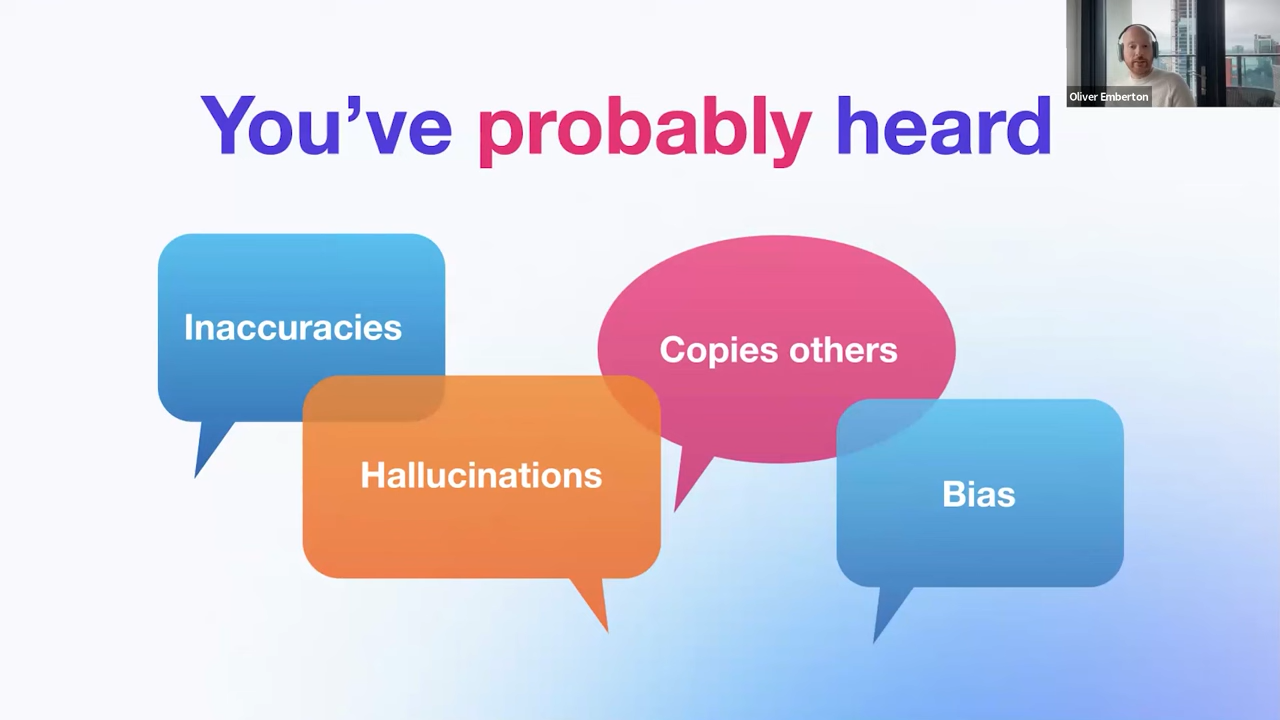 You've probably heard
Oliver Emberton
Inaccuracies
Copies others
Hallucinations
Bias